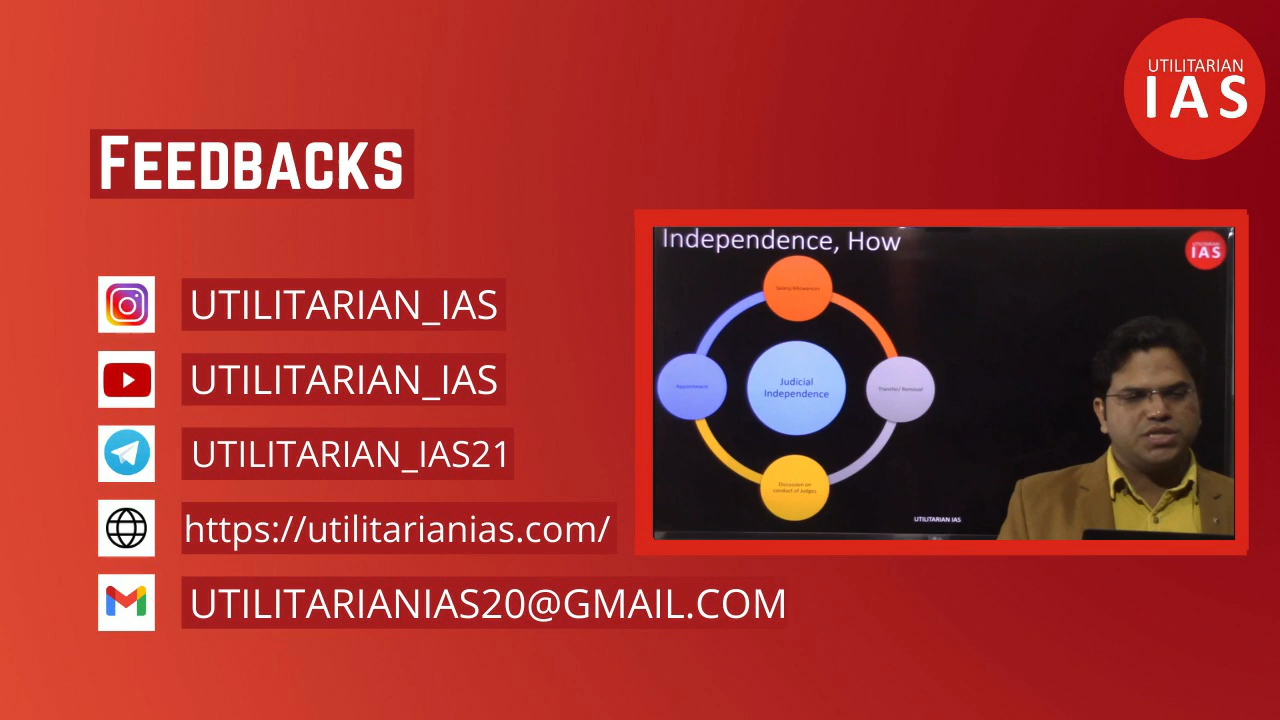 UTILITARIAN
IAS
FEEDBACKS
UTILITARIAN_IAS
UTILITARIAN_IAS
UTILITARIAN_IAS21
https://utilitarianias.com/
UTILITARIANIAS20@GMAIL.COM
Independence, How
UTILITARIAN
IAS
Salary/Allowances
Appointment
Judicial
Independence
Transfer/ Removal
Discussion on
conduct of Judges
UTILITARIAN IAS